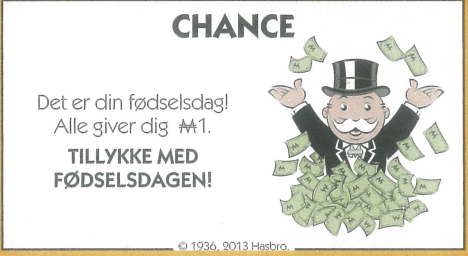 CHANCE
Det er din fødselsdag!
Alle giver dig ₩1.
TILLYKKE MED
FØDSELSDAGEN!
© 1936, 2013 Hasbro.